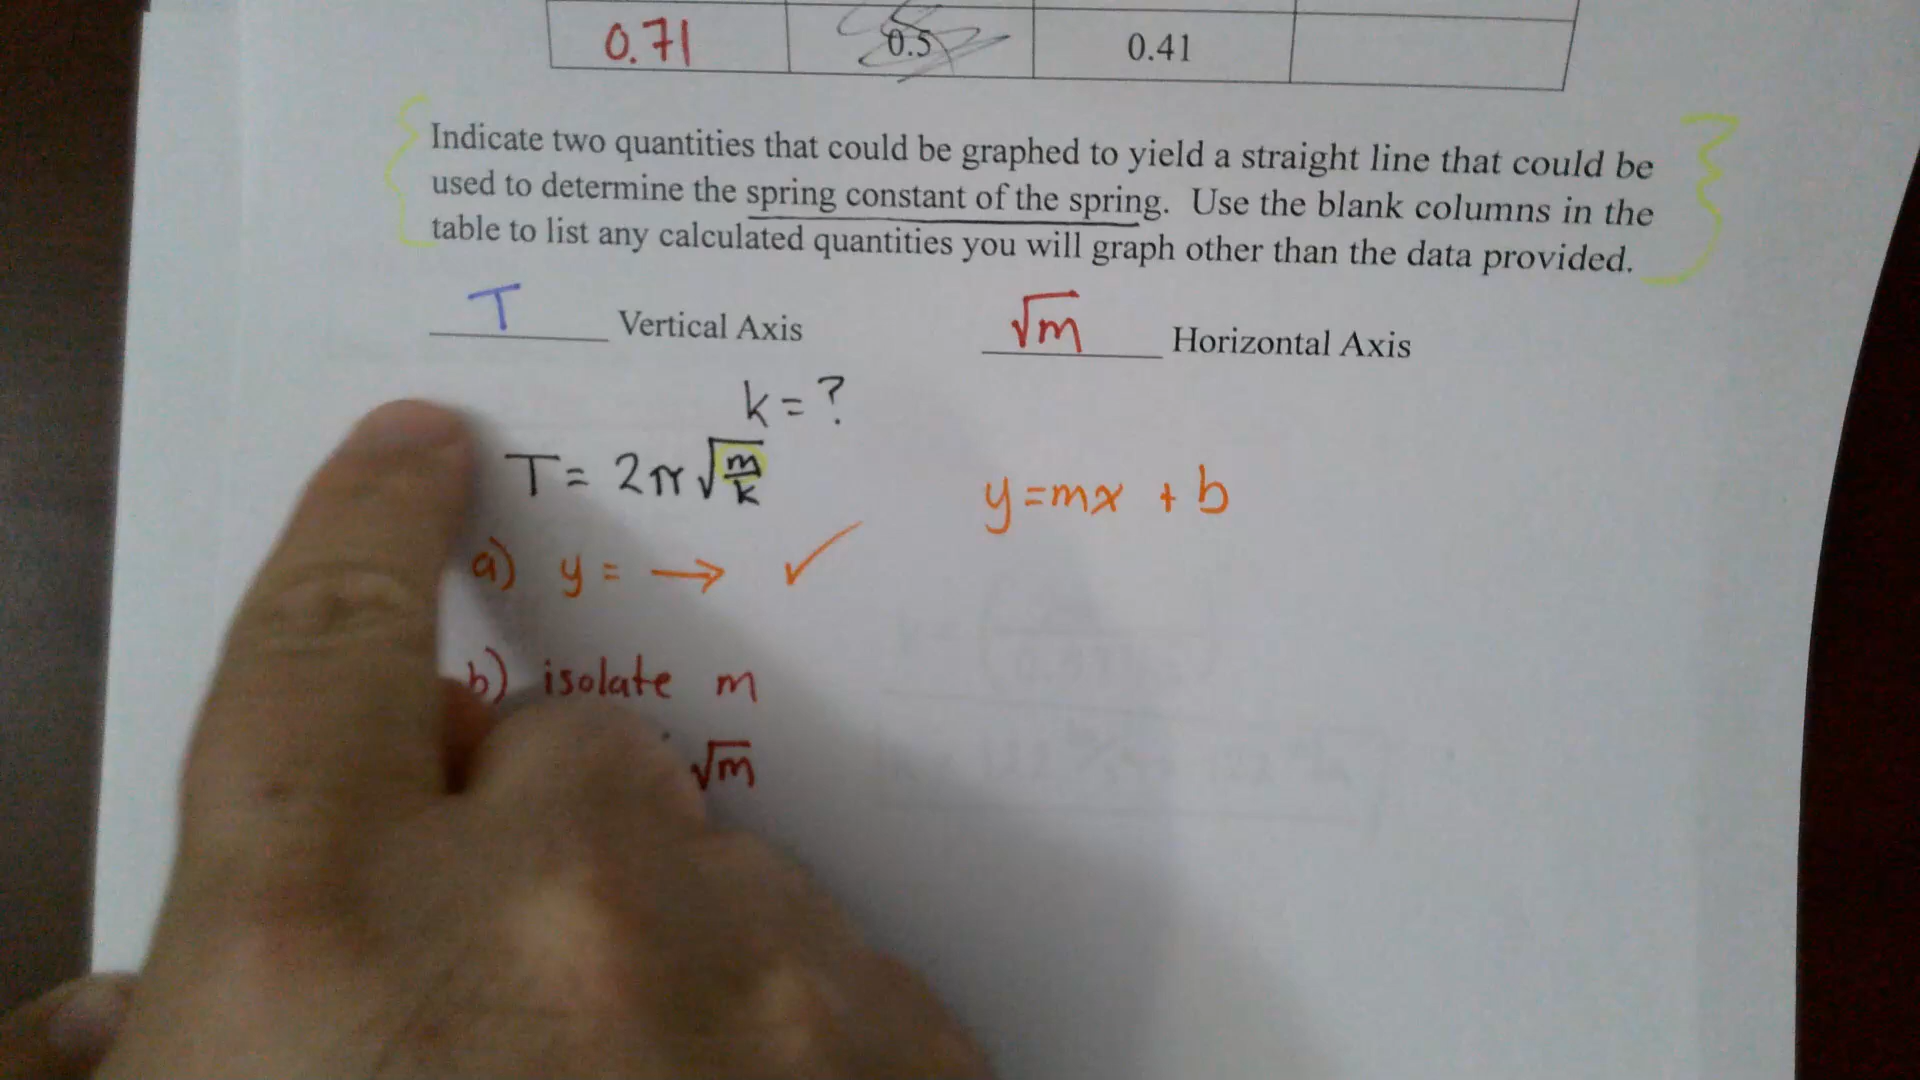 0.71 0.5 0.41
Indicate two quantities that could be graphed to yield a straight line that could be
used to determine the spring constant of the spring. Use the blank columns in the
table to list any calculated quantities you will graph other than the data provided.
T Vertical Axis √m Horizontal Axis
k = ?
T = 2π√(m/k)
y = mx + b
a) y = → ✓
b) isolate m
√m